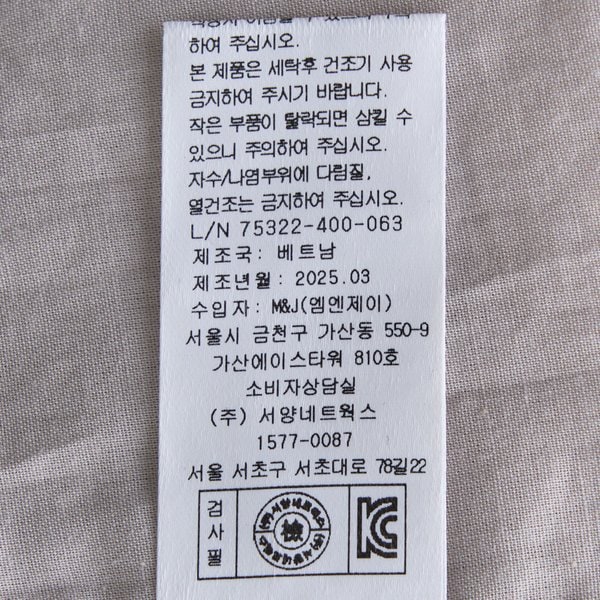 하여 주십시오.
본 제품은 세탁후 건조기 사용
금지하여 주시기 바랍니다.
작은 부품이 탈락되면 삼킬 수
있으니 주의하여 주십시오.
자수/나염부위에 다림질,
열건조는 금지하여 주십시오.
L/N 75322-400-063
제조국: 베트남
제조년월: 2025.03
수입자: M&J(엠엔제이)
서울시 금천구 가산동 550-9
가산에이스타워 810호
소비자상담실
(주) 서양네트웍스
1577-0087
서울 서초구 서초대로 78길22
검사필
檢
KC